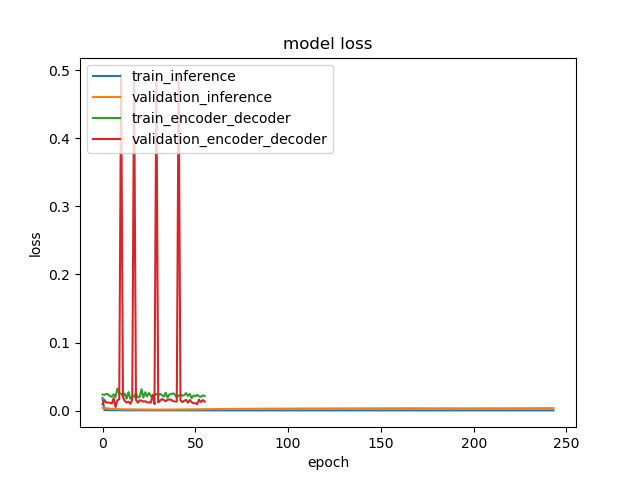 model loss
train_inference
validation_inference
train_encoder_decoder
validation_encoder_decoder
0.5
0.4
0.3
0.2
0.1
0.0
loss
0 50 100 150 200 250
epoch